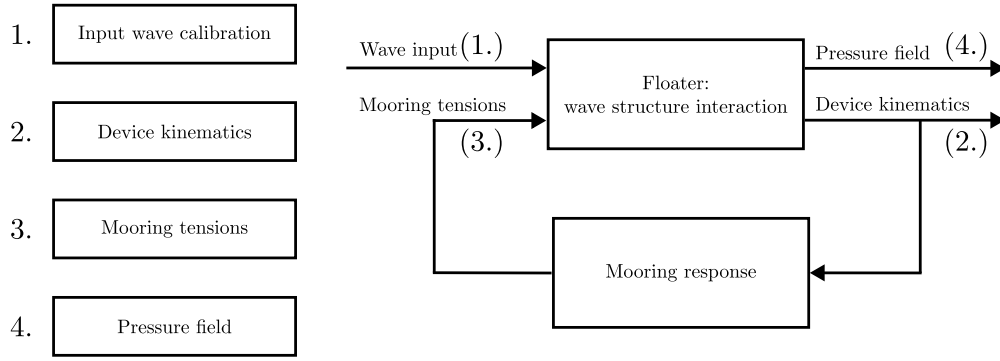 1. Input wave calibration
2. Device kinematics
3. Mooring tensions
4. Pressure field
Wave input (1.)
Mooring tensions
(3.)
Floater:
wave structure interaction
Pressure field (4.)
Device kinematics
(2.)
Mooring response